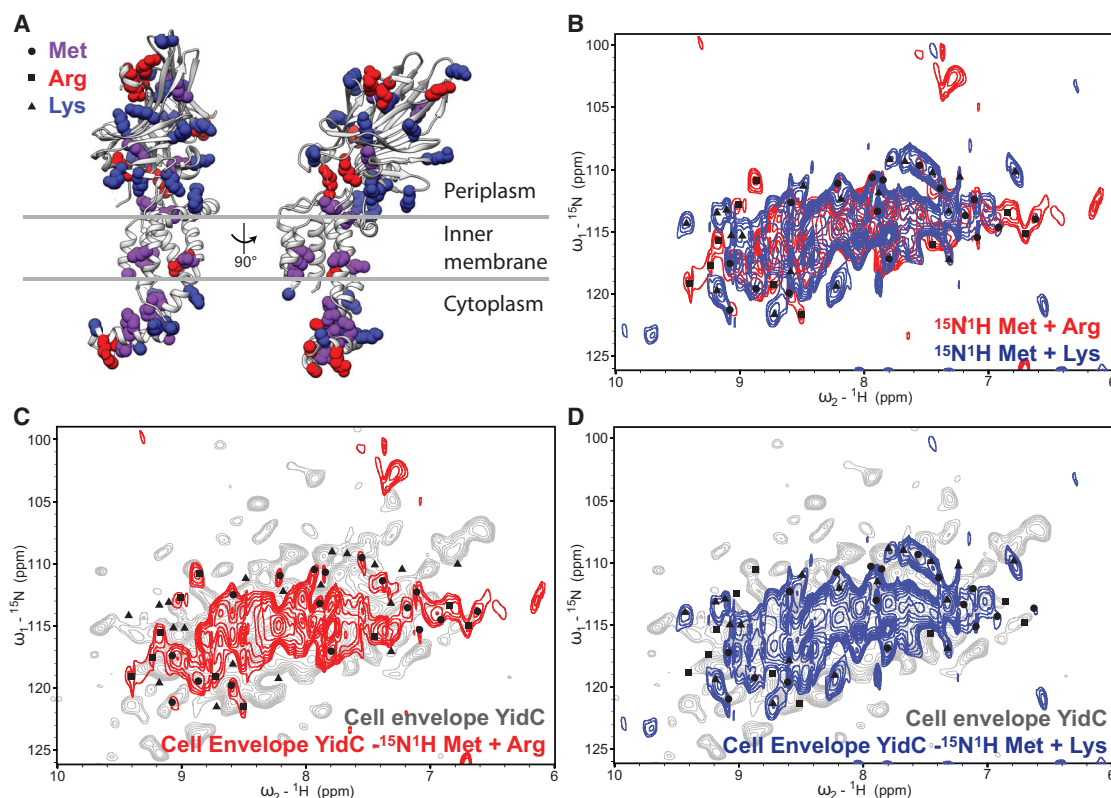 A
● Met
■ Arg
▲ Lys
90°
Periplasm
Inner
membrane
Cytoplasm
B
100
105
110
115
120
125
ω₁ - ¹⁵N (ppm)
10 9 8 7 6
ω₂ - ¹H (ppm)
¹⁵N¹H Met + Arg
¹⁵N¹H Met + Lys
C
100
105
110
115
120
125
ω₁ - ¹⁵N (ppm)
10 9 8 7 6
ω₂ - ¹H (ppm)
Cell envelope YidC
Cell Envelope YidC -¹⁵N¹H Met + Arg
D
100
105
110
115
120
125
ω₁ - ¹⁵N (ppm)
10 9 8 7 6
ω₂ - ¹H (ppm)
Cell envelope YidC
Cell Envelope YidC -¹⁵N¹H Met + Lys